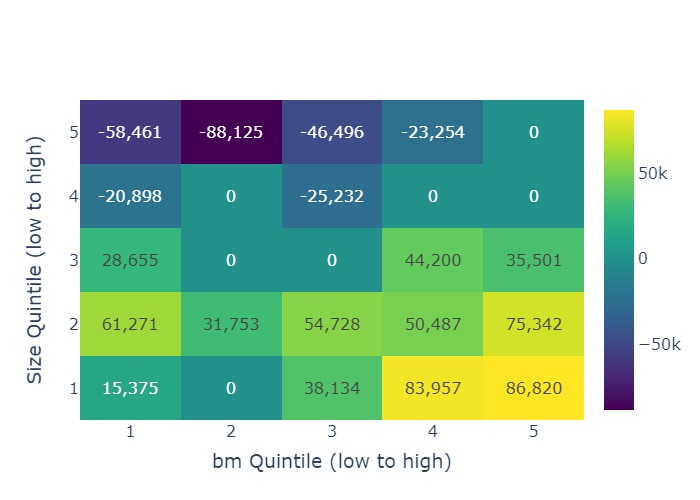 5 -58,461 -88,125 -46,496 -23,254 0
4 -20,898 0 -25,232 0 0
3 28,655 0 0 44,200 35,501
2 61,271 31,753 54,728 50,487 75,342
1 15,375 0 38,134 83,957 86,820
1 2 3 4 5
bm Quintile (low to high)
Size Quintile (low to high)
50k
0
−50k